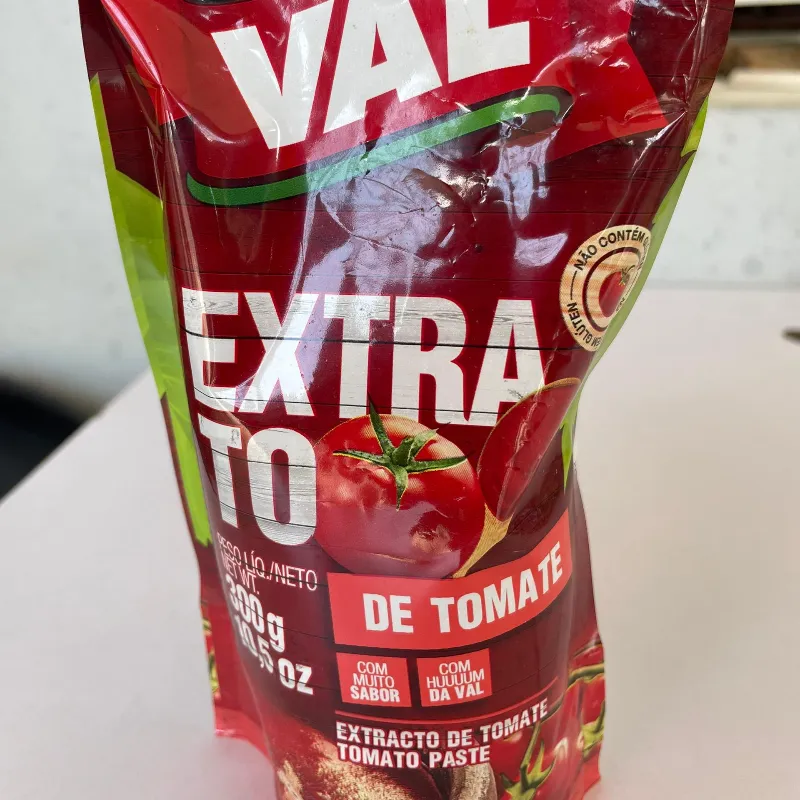 VAL
NÃO CONTÉM
EXTRA
TO
PESO LÍQ./NETO
NET WT.
300g
10,5 OZ
DE TOMATE
COM
MUITO
SABOR
COM
HUUUUM
DA VAL
EXTRACTO DE TOMATE
TOMATO PASTE